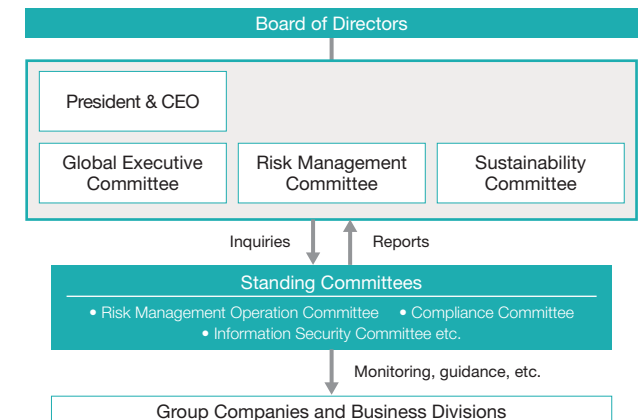 Board of Directors
President & CEO
Global Executive
Committee
Risk Management
Committee
Sustainability
Committee
Inquiries
Reports
Standing Committees
• Risk Management Operation Committee • Compliance Committee
• Information Security Committee etc.
Monitoring, guidance, etc.
Group Companies and Business Divisions